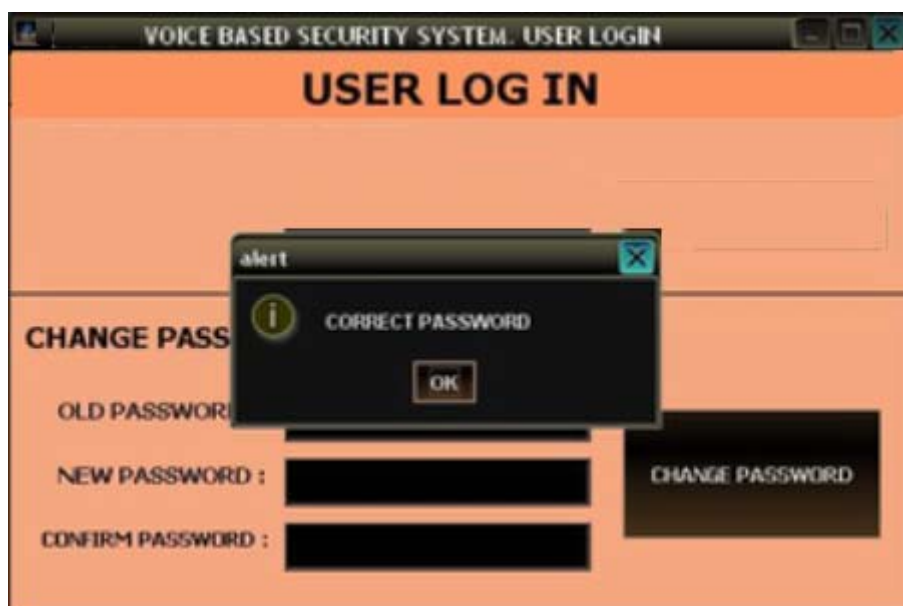 VOICE BASED SECURITY SYSTEM. USER LOGIN
USER LOG IN
alert
CORRECT PASSWORD
OK
CHANGE PASS
OLD PASSWOR
NEW PASSWORD :
CHANGE PASSWORD
CONFIRM PASSWORD :